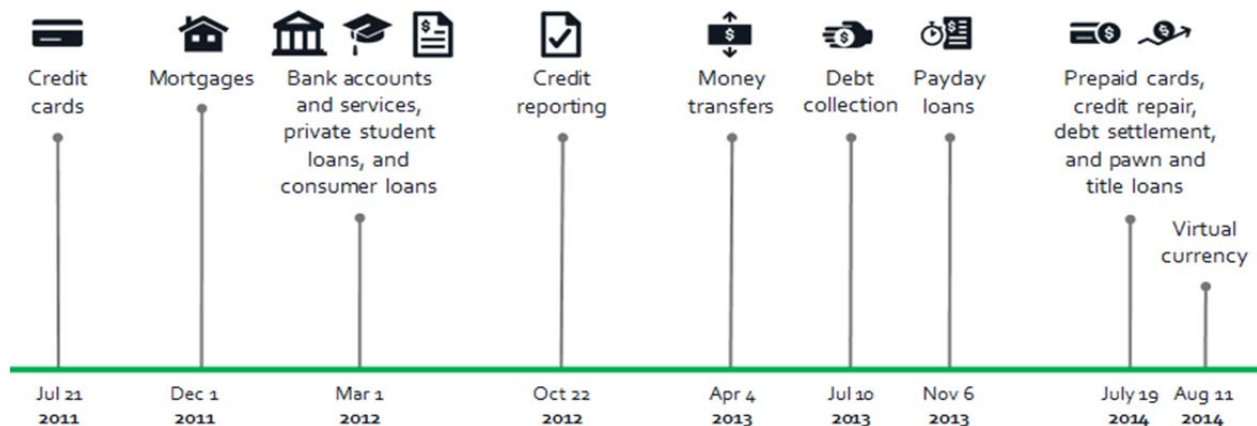 Credit
cards
Mortgages
Bank accounts
and services,
private student
loans, and
consumer loans
Credit
reporting
Money
transfers
Debt
collection
Payday
loans
Prepaid cards,
credit repair,
debt settlement,
and pawn and
title loans
Virtual
currency
Jul 21
2011
Dec 1
2011
Mar 1
2012
Oct 22
2012
Apr 4
2013
Jul 10
2013
Nov 6
2013
July 19
2014
Aug 11
2014